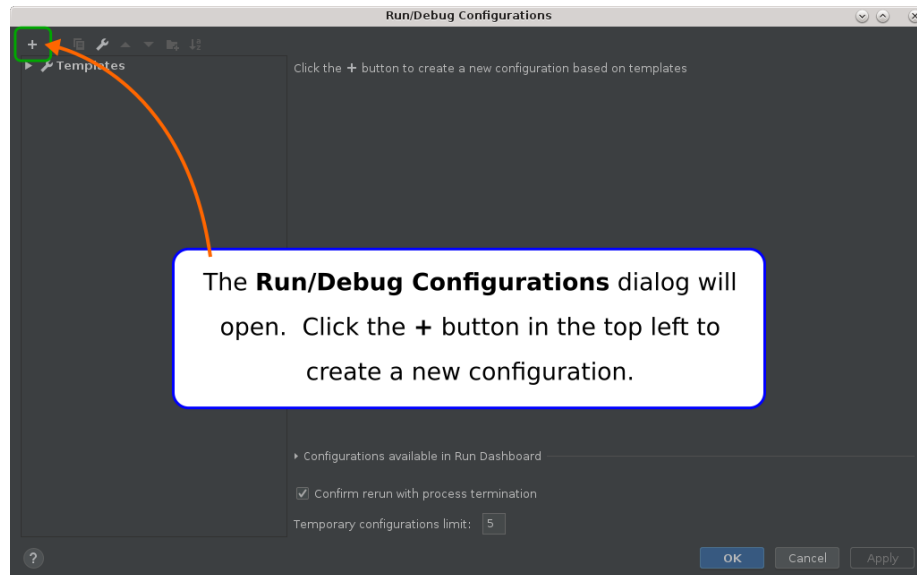 Run/Debug Configurations
+
Templates
Click the + button to create a new configuration based on templates
The Run/Debug Configurations dialog will
open. Click the + button in the top left to
create a new configuration.
Configurations available in Run Dashboard
Confirm rerun with process termination
Temporary configurations limit: 5
?
OK Cancel Apply